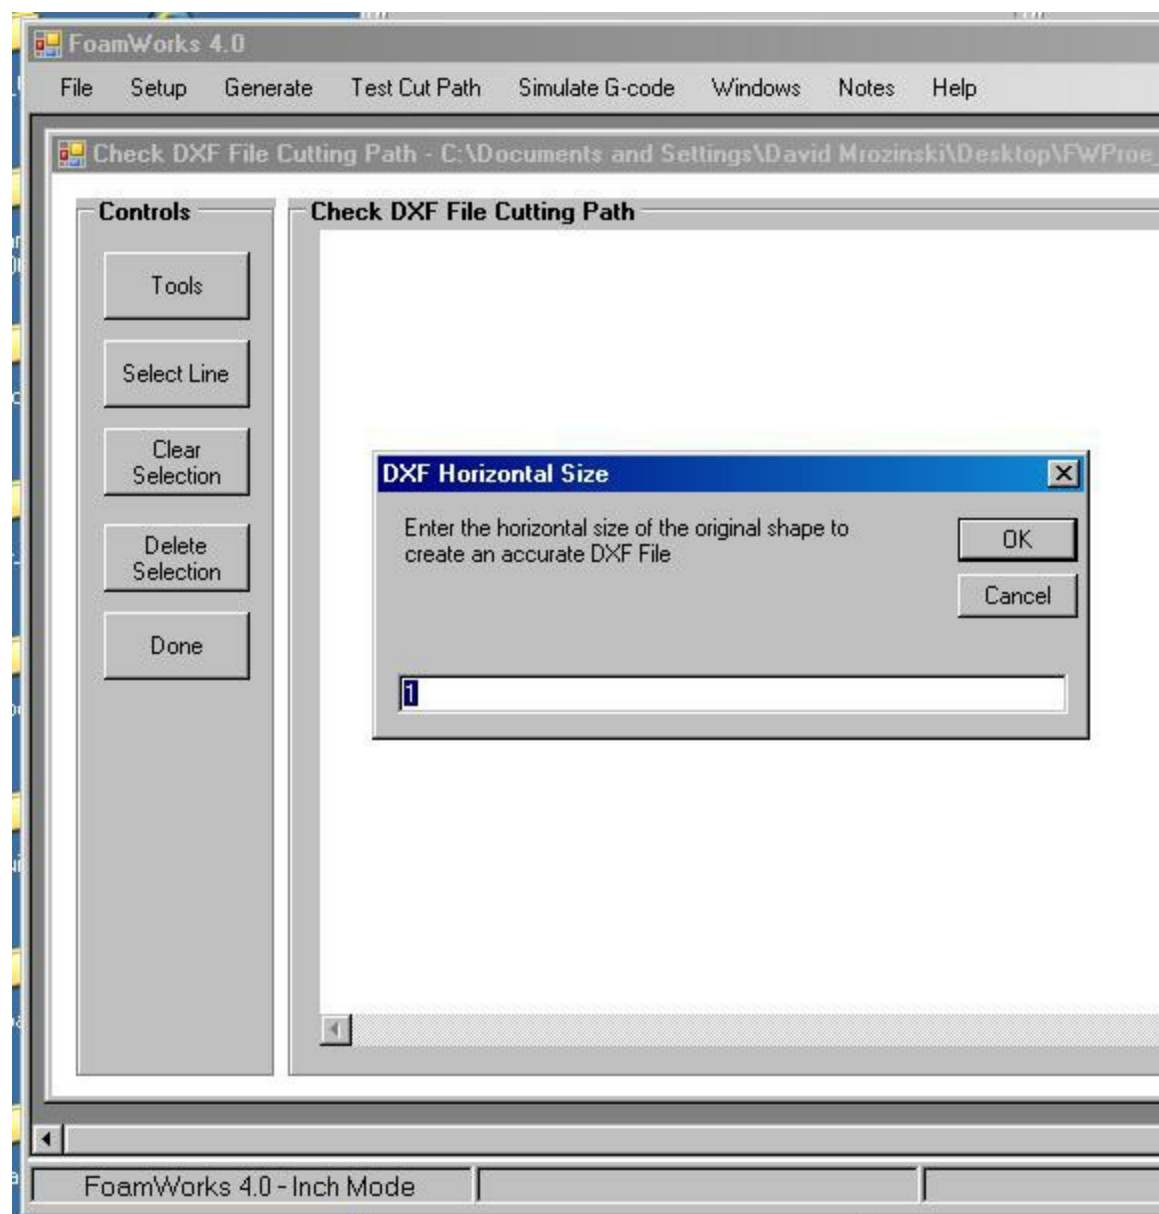 FoamWorks 4.0
File Setup Generate Test Cut Path Simulate G-code Windows Notes Help
Check DXF File Cutting Path - C:\Documents and Settings\David Mrozinski\Desktop\FWProe_
Controls
Tools
Select Line
Clear
Selection
Delete
Selection
Done
Check DXF File Cutting Path
DXF Horizontal Size
Enter the horizontal size of the original shape to
create an accurate DXF File
OK
Cancel
1
FoamWorks 4.0 - Inch Mode